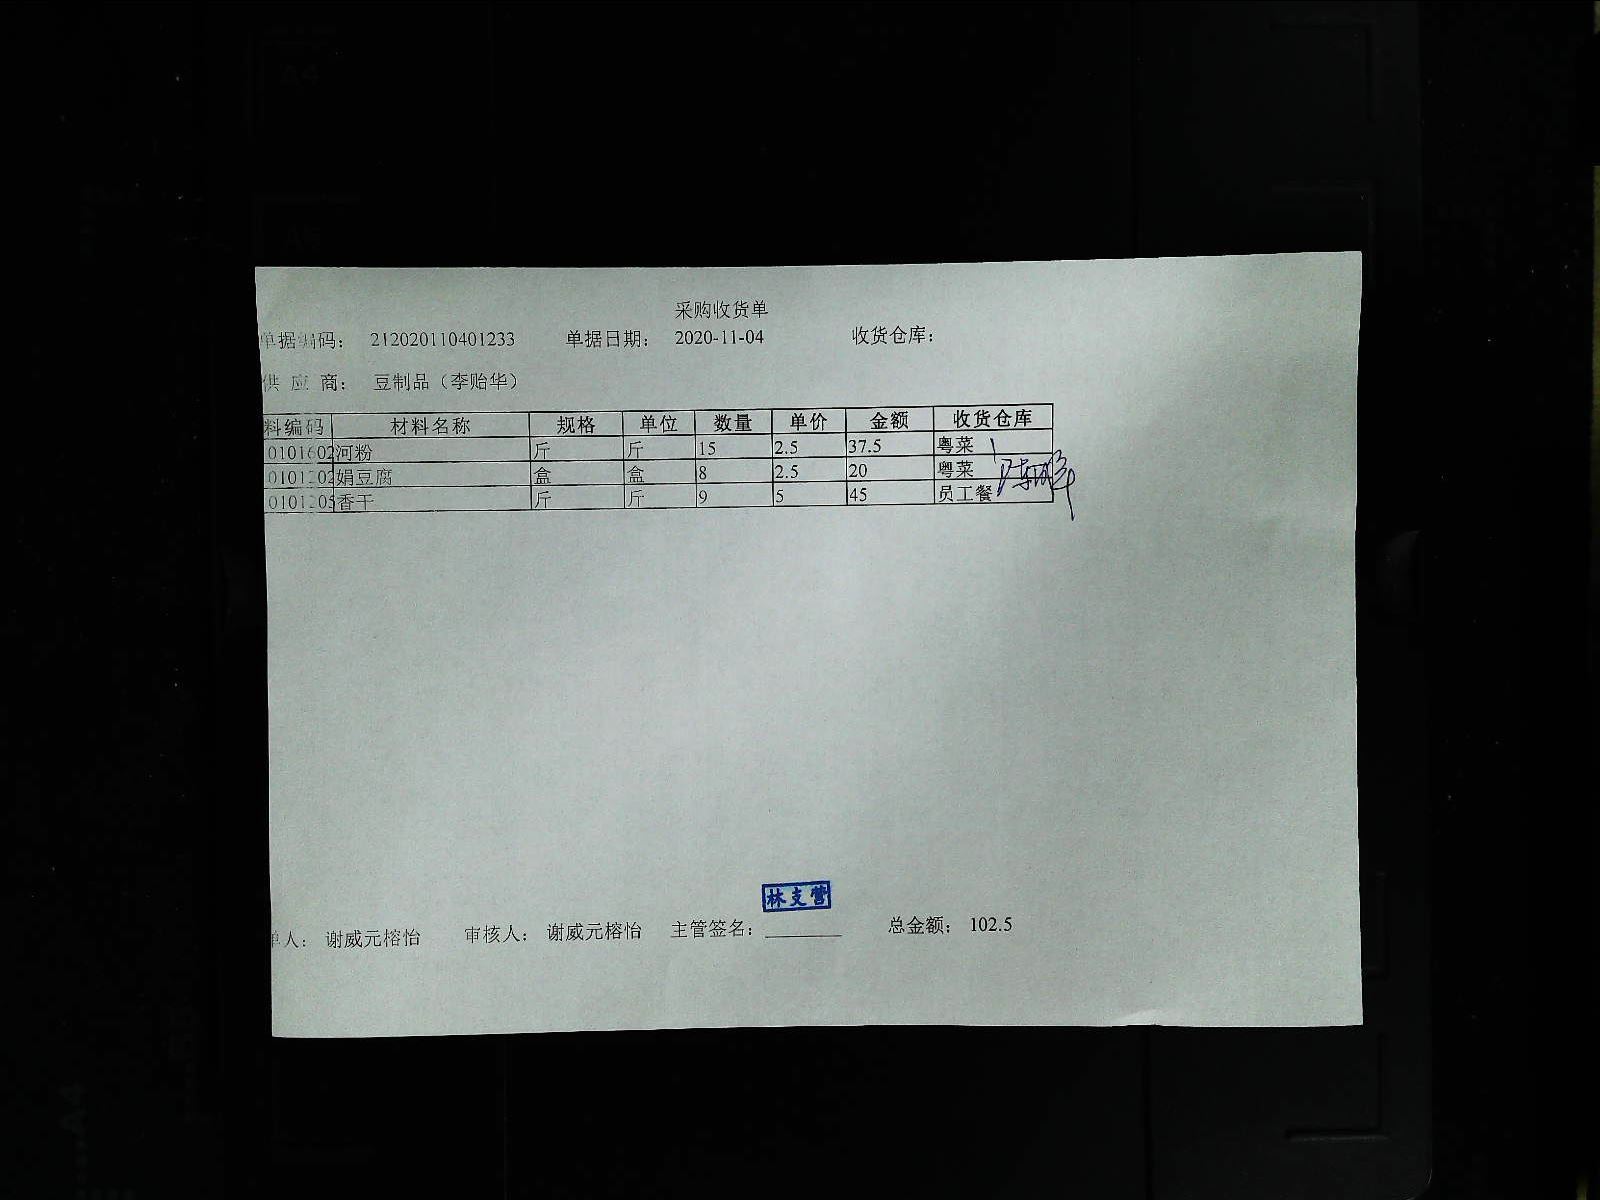 采购收货单
单据编码： 212020110401233 单据日期： 2020-11-04 收货仓库：
供 应 商： 豆制品（李贻华）
料编码 材料名称 规格 单位 数量 单价 金额 收货仓库
0101602 河粉 斤 斤 15 2.5 37.5 粤菜
0101202 娟豆腐 盒 盒 8 2.5 20 粤菜
0101205 香干 斤 斤 9 5 45 员工餐
林支营
单人： 谢威元榕怡 审核人： 谢威元榕怡 主管签名：________ 总金额： 102.5